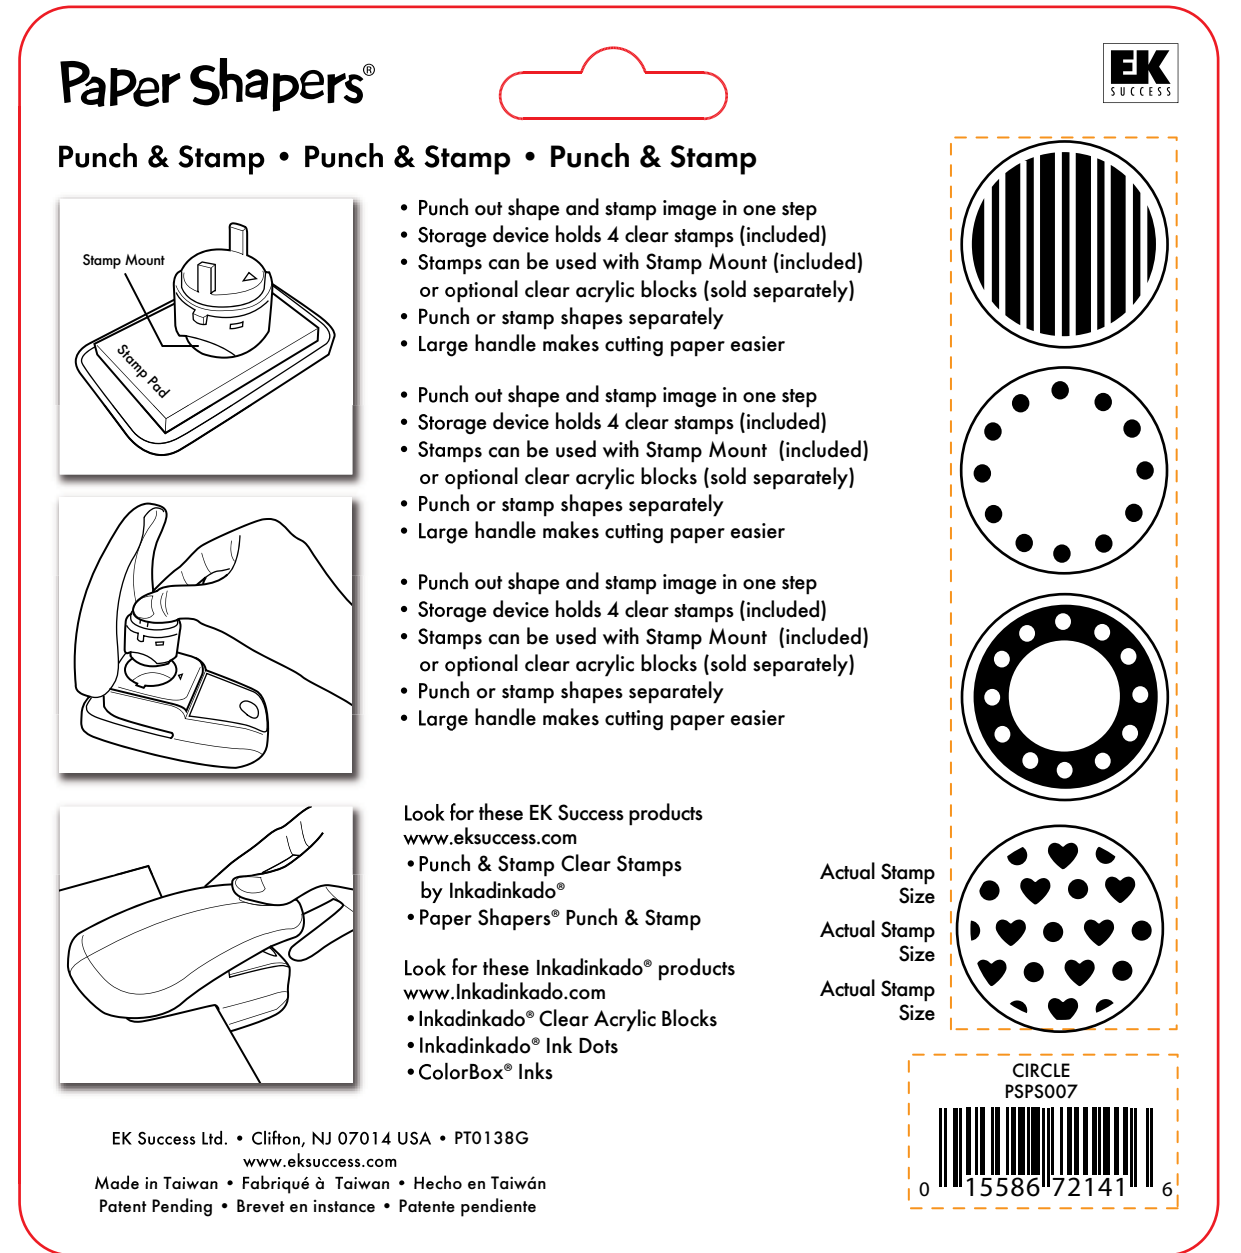 Paper Shapers®
EK
SUCCESS
Punch & Stamp • Punch & Stamp • Punch & Stamp
Stamp Mount
Stamp Pad
• Punch out shape and stamp image in one step
• Storage device holds 4 clear stamps (included)
• Stamps can be used with Stamp Mount (included)
or optional clear acrylic blocks (sold separately)
• Punch or stamp shapes separately
• Large handle makes cutting paper easier
• Punch out shape and stamp image in one step
• Storage device holds 4 clear stamps (included)
• Stamps can be used with Stamp Mount (included)
or optional clear acrylic blocks (sold separately)
• Punch or stamp shapes separately
• Large handle makes cutting paper easier
• Punch out shape and stamp image in one step
• Storage device holds 4 clear stamps (included)
• Stamps can be used with Stamp Mount (included)
or optional clear acrylic blocks (sold separately)
• Punch or stamp shapes separately
• Large handle makes cutting paper easier
Look for these EK Success products
www.eksuccess.com
• Punch & Stamp Clear Stamps
by Inkadinkado®
• Paper Shapers® Punch & Stamp
Look for these Inkadinkado® products
www.Inkadinkado.com
• Inkadinkado® Clear Acrylic Blocks
• Inkadinkado® Ink Dots
• ColorBox® Inks
Actual Stamp
Size
Actual Stamp
Size
Actual Stamp
Size
CIRCLE
PSPS007
0 15586 72141 6
EK Success Ltd. • Clifton, NJ 07014 USA • PT0138G
www.eksuccess.com
Made in Taiwan • Fabriqué à Taiwan • Hecho en Taiwán
Patent Pending • Brevet en instance • Patente pendiente